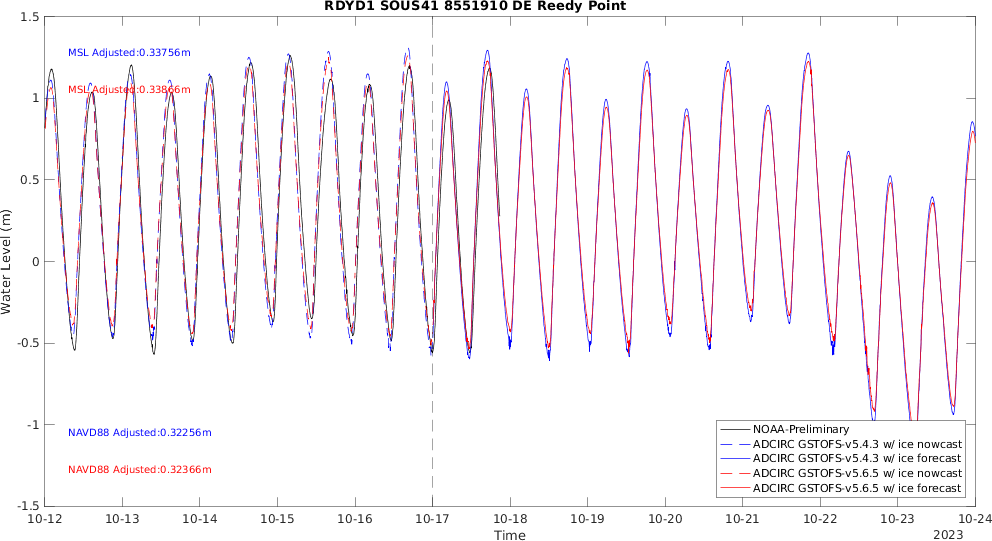 RDYD1 SOUS41 8551910 DE Reedy Point
1.5
1
0.5
0
-0.5
-1
-1.5
Water Level (m)
MSL Adjusted:0.33756m
MSL Adjusted:0.33866m
NAVD88 Adjusted:0.32256m
NAVD88 Adjusted:0.32366m
NOAA-Preliminary
ADCIRC GSTOFS-v5.4.3 w/ ice nowcast
ADCIRC GSTOFS-v5.4.3 w/ ice forecast
ADCIRC GSTOFS-v5.6.5 w/ ice nowcast
ADCIRC GSTOFS-v5.6.5 w/ ice forecast
10-12 10-13 10-14 10-15 10-16 10-17 10-18 10-19 10-20 10-21 10-22 10-23 10-24
Time
2023